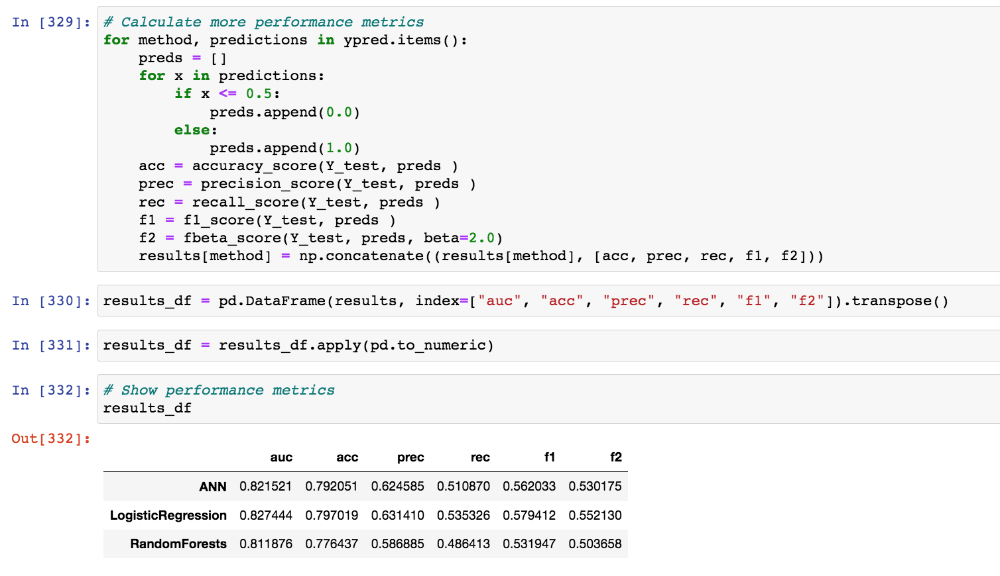 In [329]: # Calculate more performance metrics
for method, predictions in ypred.items():
    preds = []
    for x in predictions:
        if x <= 0.5:
            preds.append(0.0)
        else:
            preds.append(1.0)
    acc = accuracy_score(Y_test, preds )
    prec = precision_score(Y_test, preds )
    rec = recall_score(Y_test, preds )
    f1 = f1_score(Y_test, preds )
    f2 = fbeta_score(Y_test, preds, beta=2.0)
    results[method] = np.concatenate((results[method], [acc, prec, rec, f1, f2]))
In [330]: results_df = pd.DataFrame(results, index=["auc", "acc", "prec", "rec", "f1", "f2"]).transpose()
In [331]: results_df = results_df.apply(pd.to_numeric)
In [332]: # Show performance metrics
results_df
Out[332]:
auc acc prec rec f1 f2
ANN 0.821521 0.792051 0.624585 0.510870 0.562033 0.530175
LogisticRegression 0.827444 0.797019 0.631410 0.535326 0.579412 0.552130
RandomForests 0.811876 0.776437 0.586885 0.486413 0.531947 0.503658